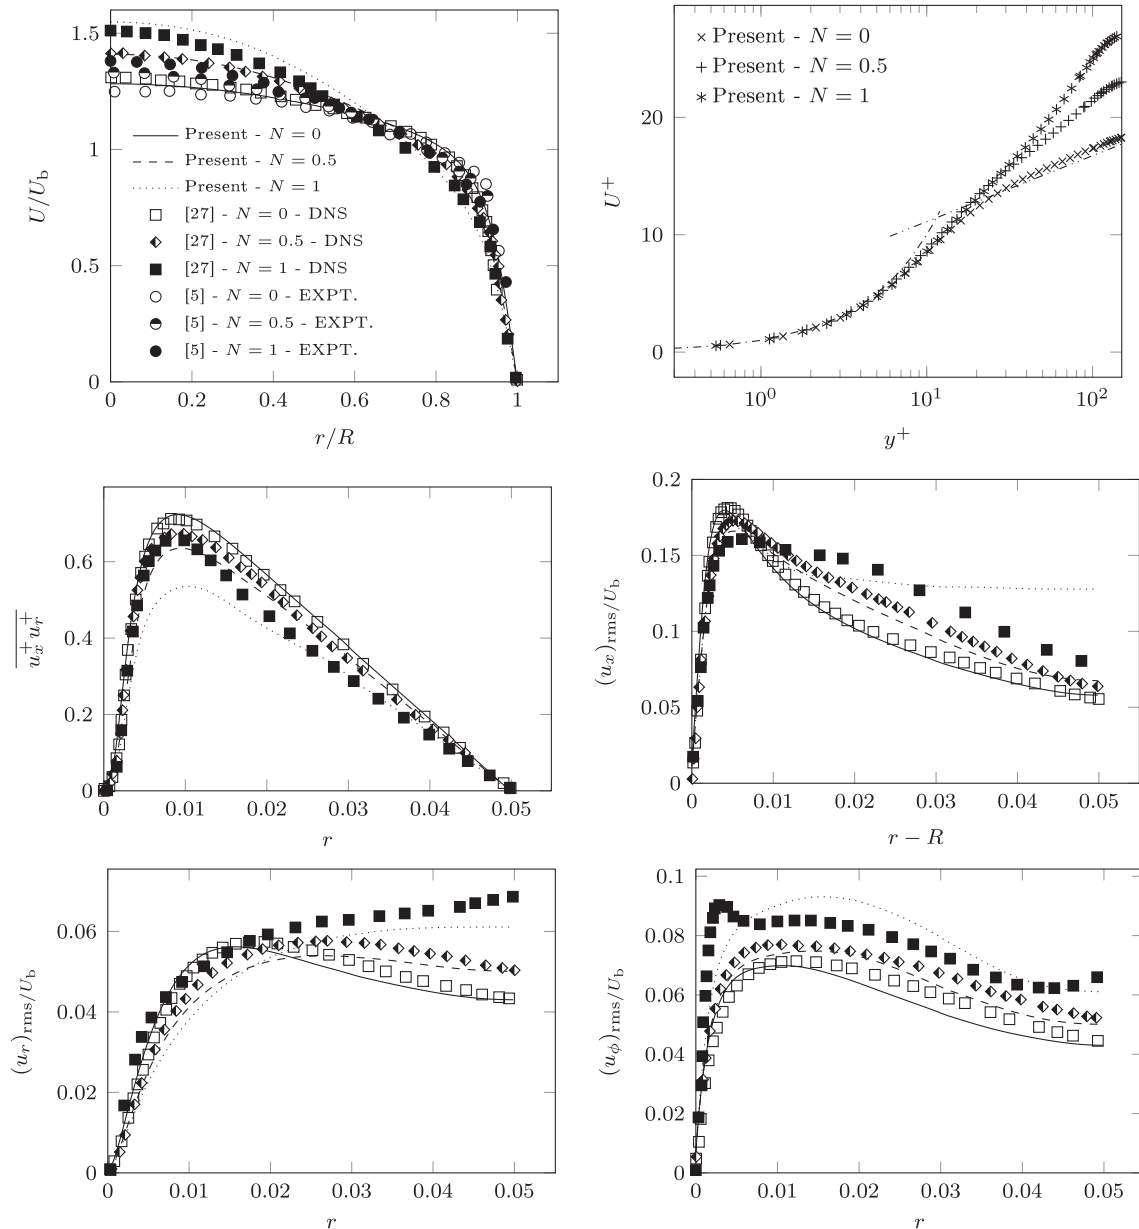 1.5
1
0.5
0
0
0.2
0.4
0.6
0.8
1
U/U_b
r/R
Present - N = 0
Present - N = 0.5
Present - N = 1
[27] - N = 0 - DNS
[27] - N = 0.5 - DNS
[27] - N = 1 - DNS
[5] - N = 0 - EXPT.
[5] - N = 0.5 - EXPT.
[5] - N = 1 - EXPT.
Present - N = 0
Present - N = 0.5
Present - N = 1
20
10
0
10^0
10^1
10^2
U^+
y^+
0.6
0.4
0.2
0
0
0.01
0.02
0.03
0.04
0.05
u_x^+ u_r^+
r
0.2
0.15
0.1
0.05
0
0
0.01
0.02
0.03
0.04
0.05
(u_x)rms/U_b
r − R
0.06
0.04
0.02
0
0
0.01
0.02
0.03
0.04
0.05
(u_r)rms/U_b
r
0.1
0.08
0.06
0.04
0.02
0
0
0.01
0.02
0.03
0.04
0.05
(u_ϕ)rms/U_b
r